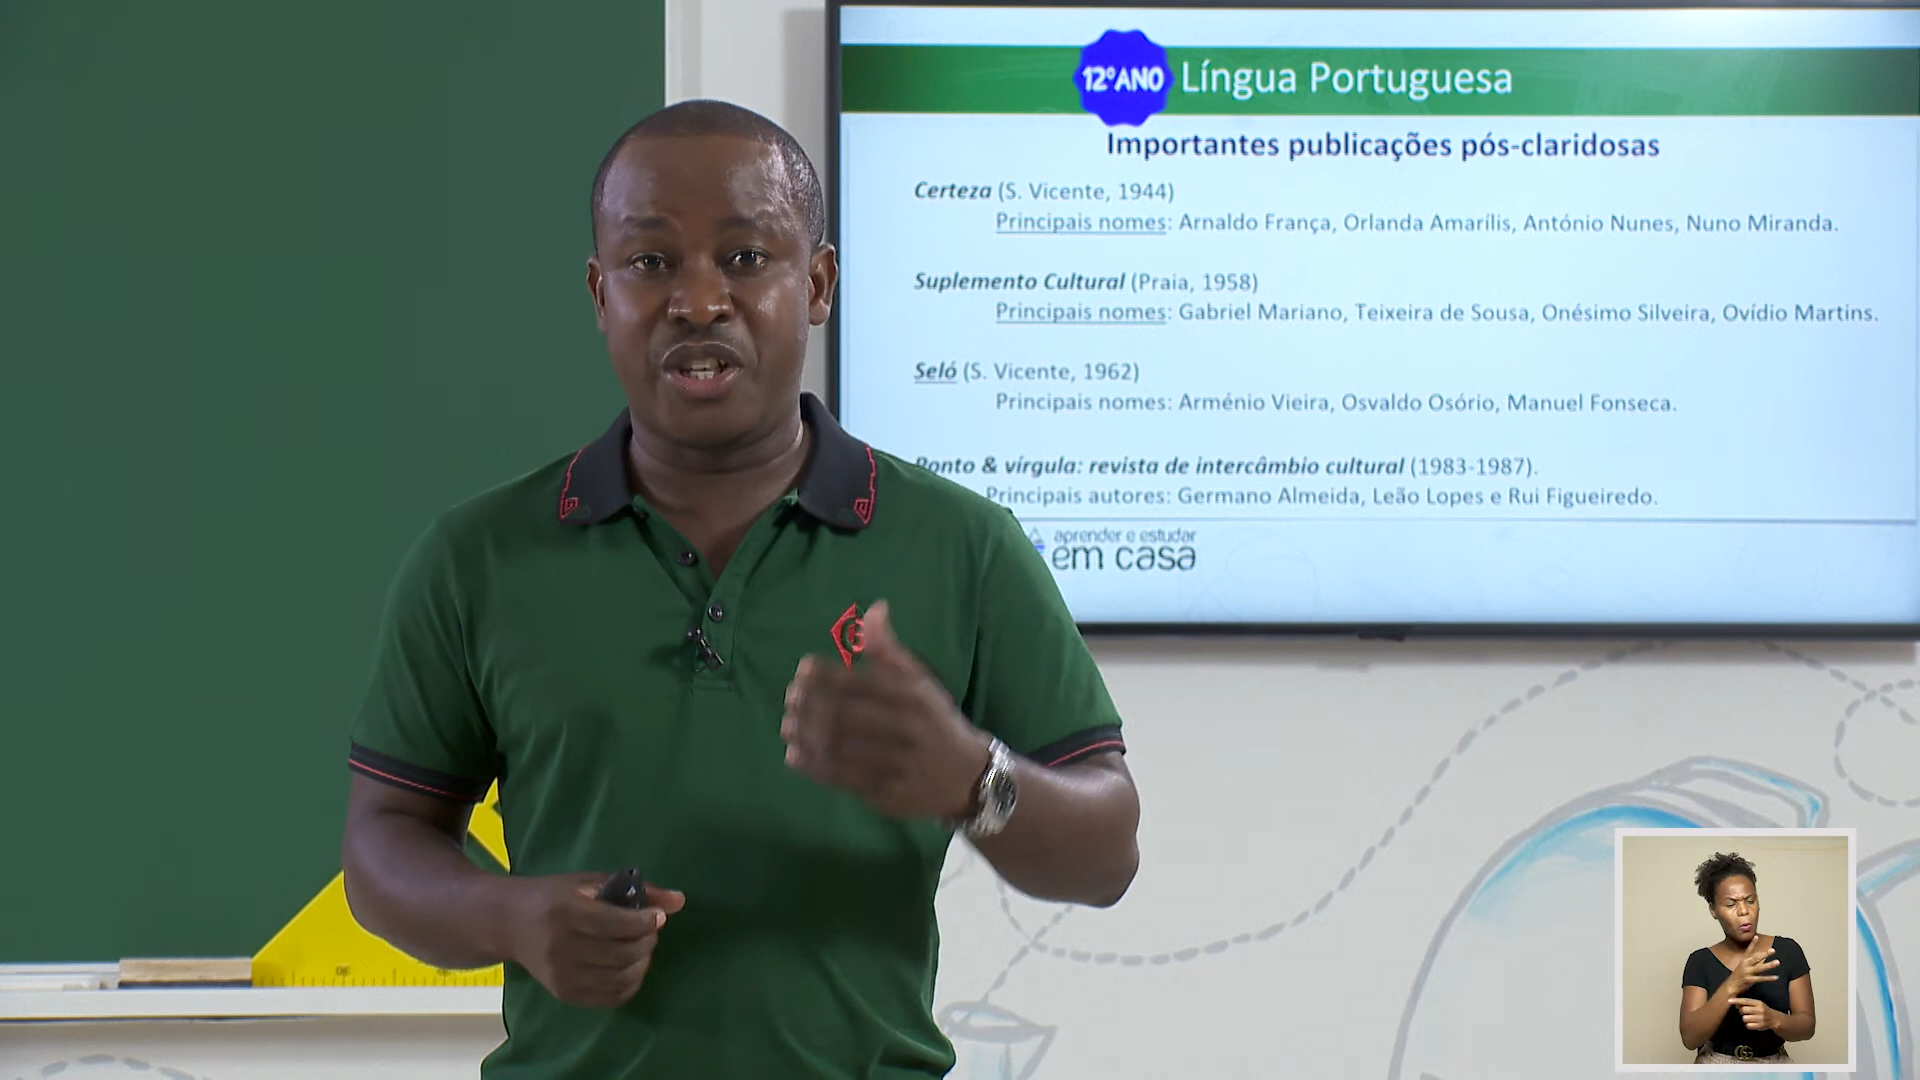 12ºANO Língua Portuguesa
Importantes publicações pós-claridosas
Certeza (S. Vicente, 1944)
Principais nomes: Arnaldo França, Orlanda Amarílis, António Nunes, Nuno Miranda.
Suplemento Cultural (Praia, 1958)
Principais nomes: Gabriel Mariano, Teixeira de Sousa, Onésimo Silveira, Ovídio Martins.
Seló (S. Vicente, 1962)
Principais nomes: Arménio Vieira, Osvaldo Osório, Manuel Fonseca.
Ponto & vírgula: revista de intercâmbio cultural (1983-1987).
Principais autores: Germano Almeida, Leão Lopes e Rui Figueiredo.
aprender e estudar
em casa